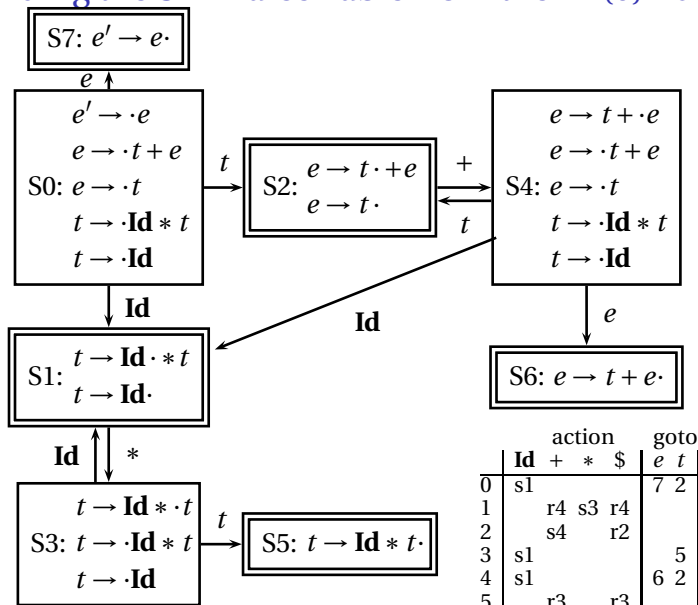 S7: e′ → e·
e
S0:
e′ → ·e
e → ·t + e
e → ·t
t → ·Id ∗ t
t → ·Id
t
S2:
e → t · +e
e → t ·
+
t
S4:
e → t + ·e
e → ·t + e
e → ·t
t → ·Id ∗ t
t → ·Id
Id
Id
e
S1:
t → Id · ∗ t
t → Id·
S6: e → t + e·
Id
∗
S3:
t → Id ∗ · t
t → ·Id ∗ t
t → ·Id
t
S5: t → Id ∗ t·
action goto
Id + ∗ $ e t
0 s1 7 2
1 r4 s3 r4
2 s4 r2
3 s1 5
4 s1 6 2
5 r3 r3